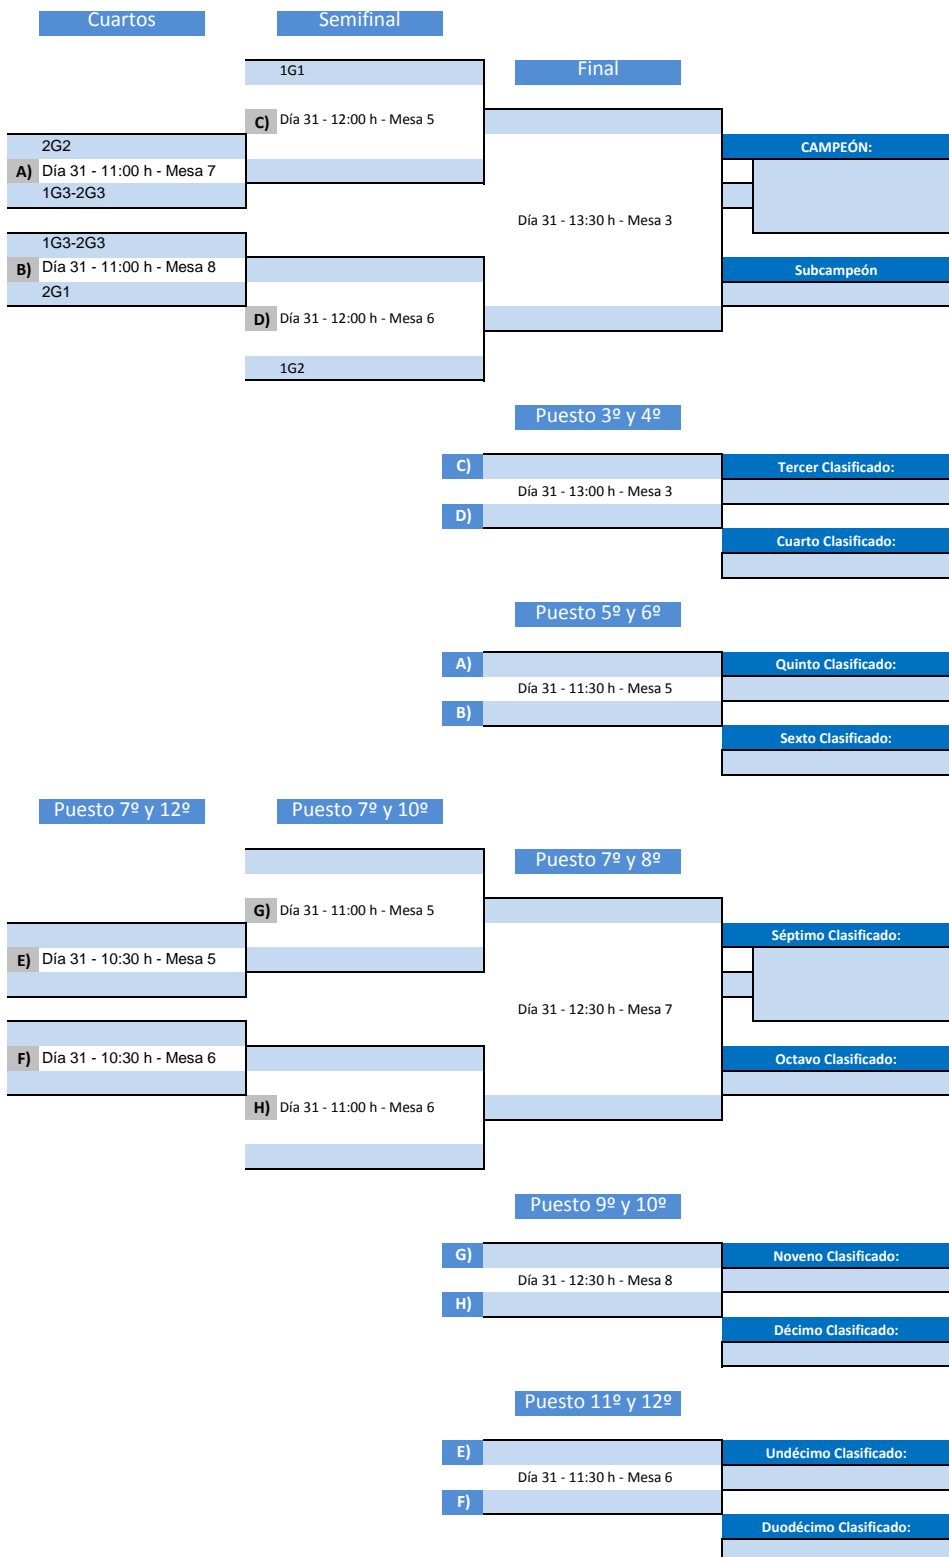 Cuartos
Semifinal
1G1
Final
C) Día 31 - 12:00 h - Mesa 5
2G2
CAMPEÓN:
A) Día 31 - 11:00 h - Mesa 7
1G3-2G3
Día 31 - 13:30 h - Mesa 3
1G3-2G3
B) Día 31 - 11:00 h - Mesa 8
Subcampeón
2G1
D) Día 31 - 12:00 h - Mesa 6
1G2
Puesto 3º y 4º
C)
Tercer Clasificado:
Día 31 - 13:00 h - Mesa 3
D)
Cuarto Clasificado:
Puesto 5º y 6º
A)
Quinto Clasificado:
Día 31 - 11:30 h - Mesa 5
B)
Sexto Clasificado:
Puesto 7º y 12º
Puesto 7º y 10º
Puesto 7º y 8º
G) Día 31 - 11:00 h - Mesa 5
Séptimo Clasificado:
E) Día 31 - 10:30 h - Mesa 5
Día 31 - 12:30 h - Mesa 7
F) Día 31 - 10:30 h - Mesa 6
Octavo Clasificado:
H) Día 31 - 11:00 h - Mesa 6
Puesto 9º y 10º
G)
Noveno Clasificado:
Día 31 - 12:30 h - Mesa 8
H)
Décimo Clasificado:
Puesto 11º y 12º
E)
Undécimo Clasificado:
Día 31 - 11:30 h - Mesa 6
F)
Duodécimo Clasificado: